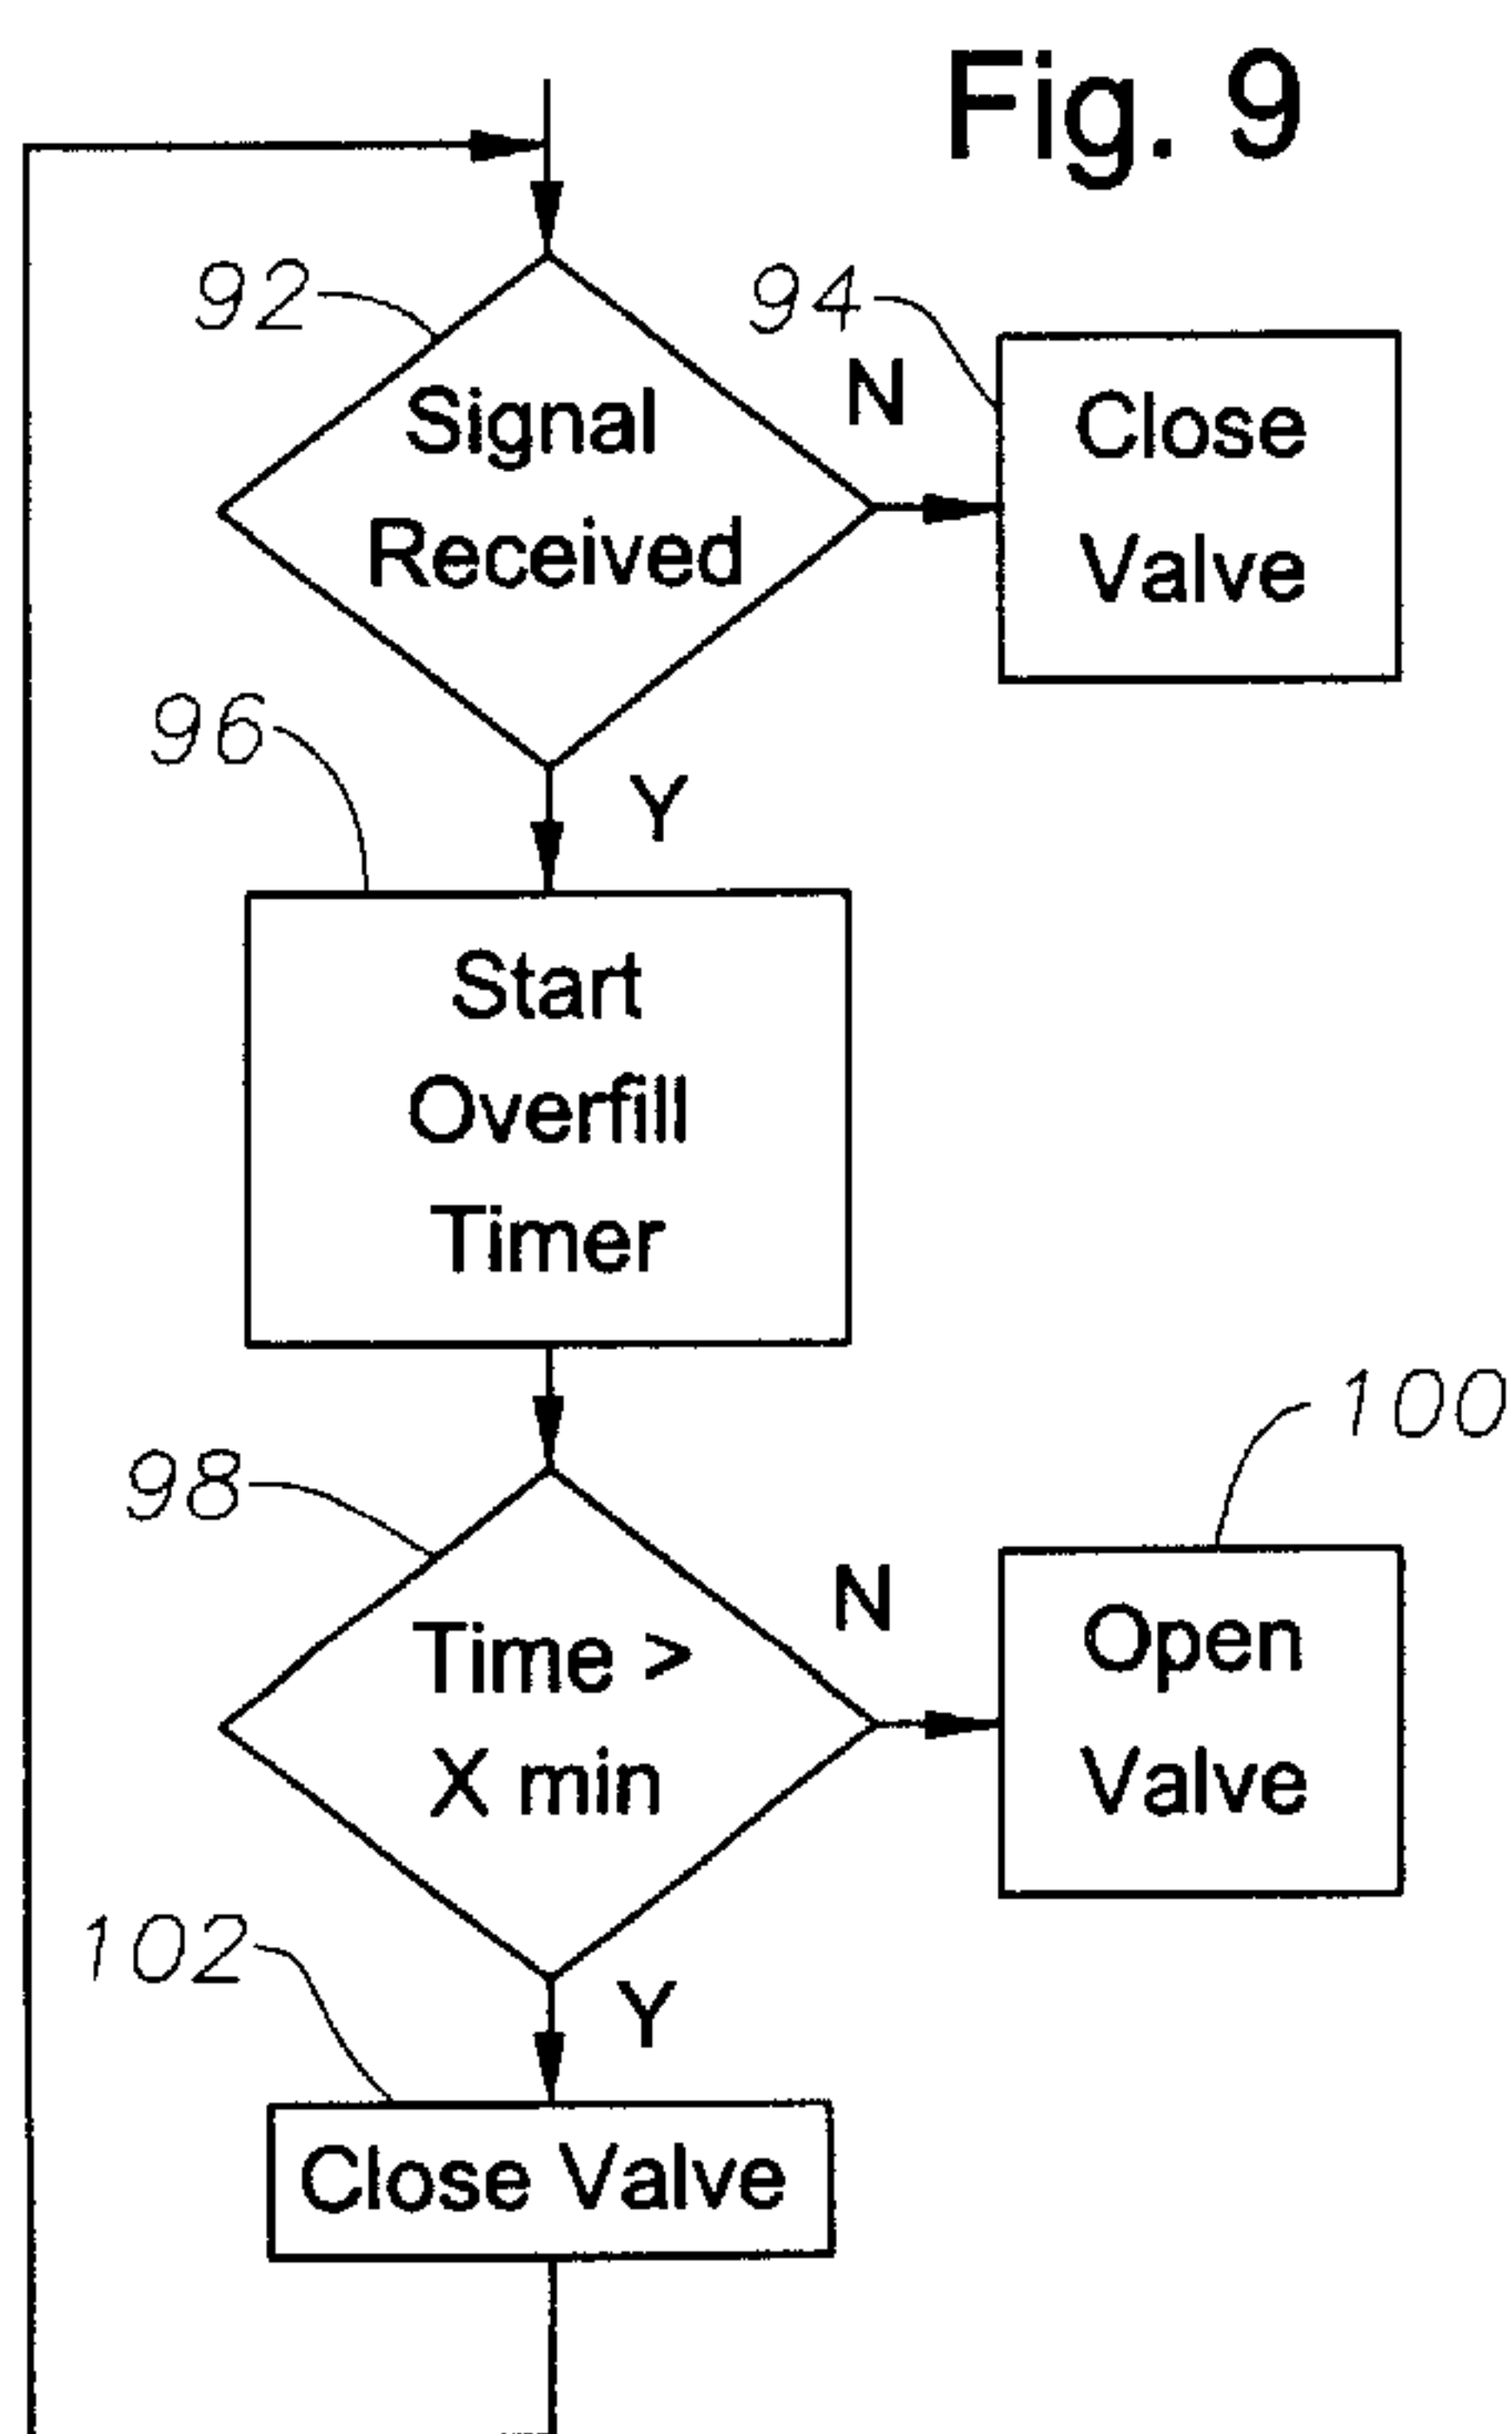 Fig. 9
92
Signal
Received
N
94
Close
Valve
Y
96
Start
Overfill
Timer
98
Time >
X min
N
100
Open
Valve
Y
102
Close Valve